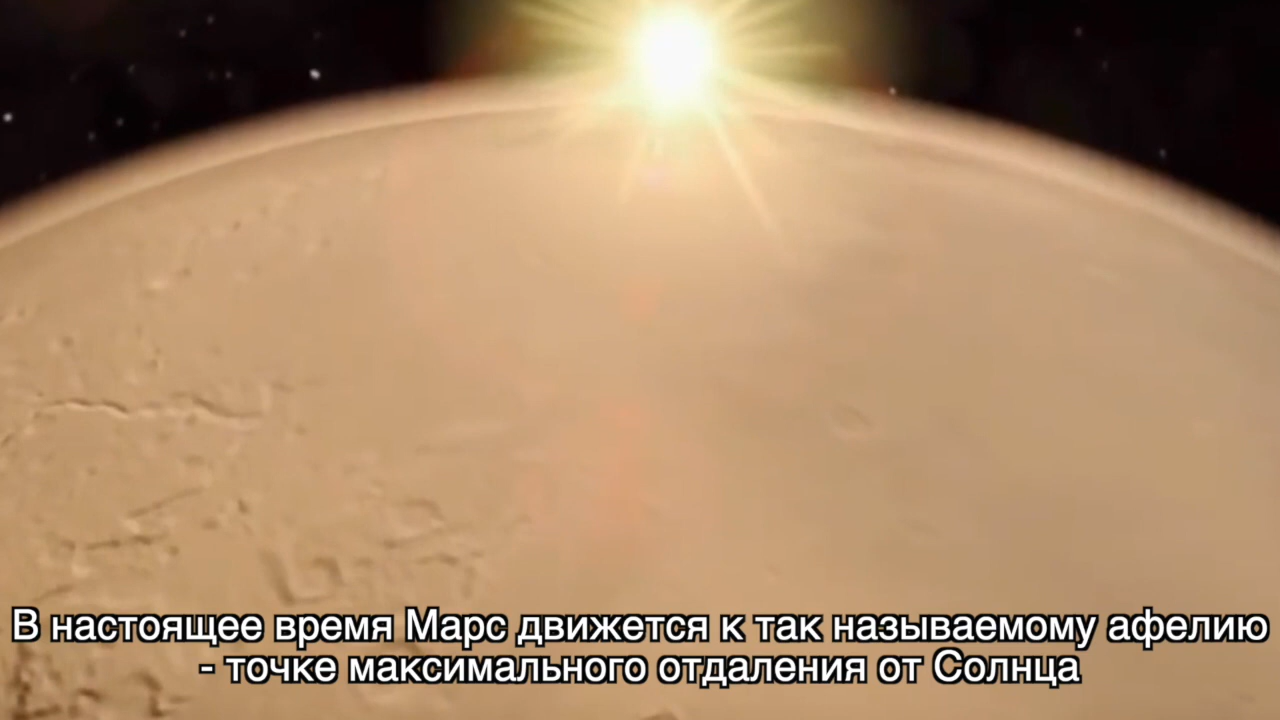 В настоящее время Марс движется к так называемому афелию
- точке максимального отдаления от Солнца